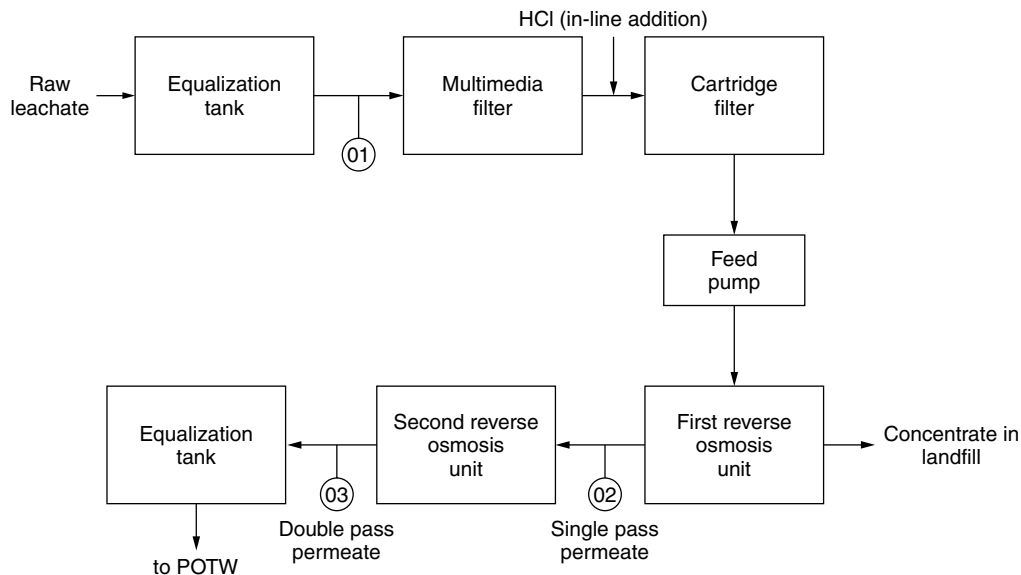 HCl (in-line addition)
Raw
leachate
Equalization
tank
Multimedia
filter
Cartridge
filter
01
Feed
pump
Equalization
tank
Second reverse
osmosis
unit
First reverse
osmosis
unit
Concentrate in
landfill
03
02
Double pass
permeate
Single pass
permeate
to POTW